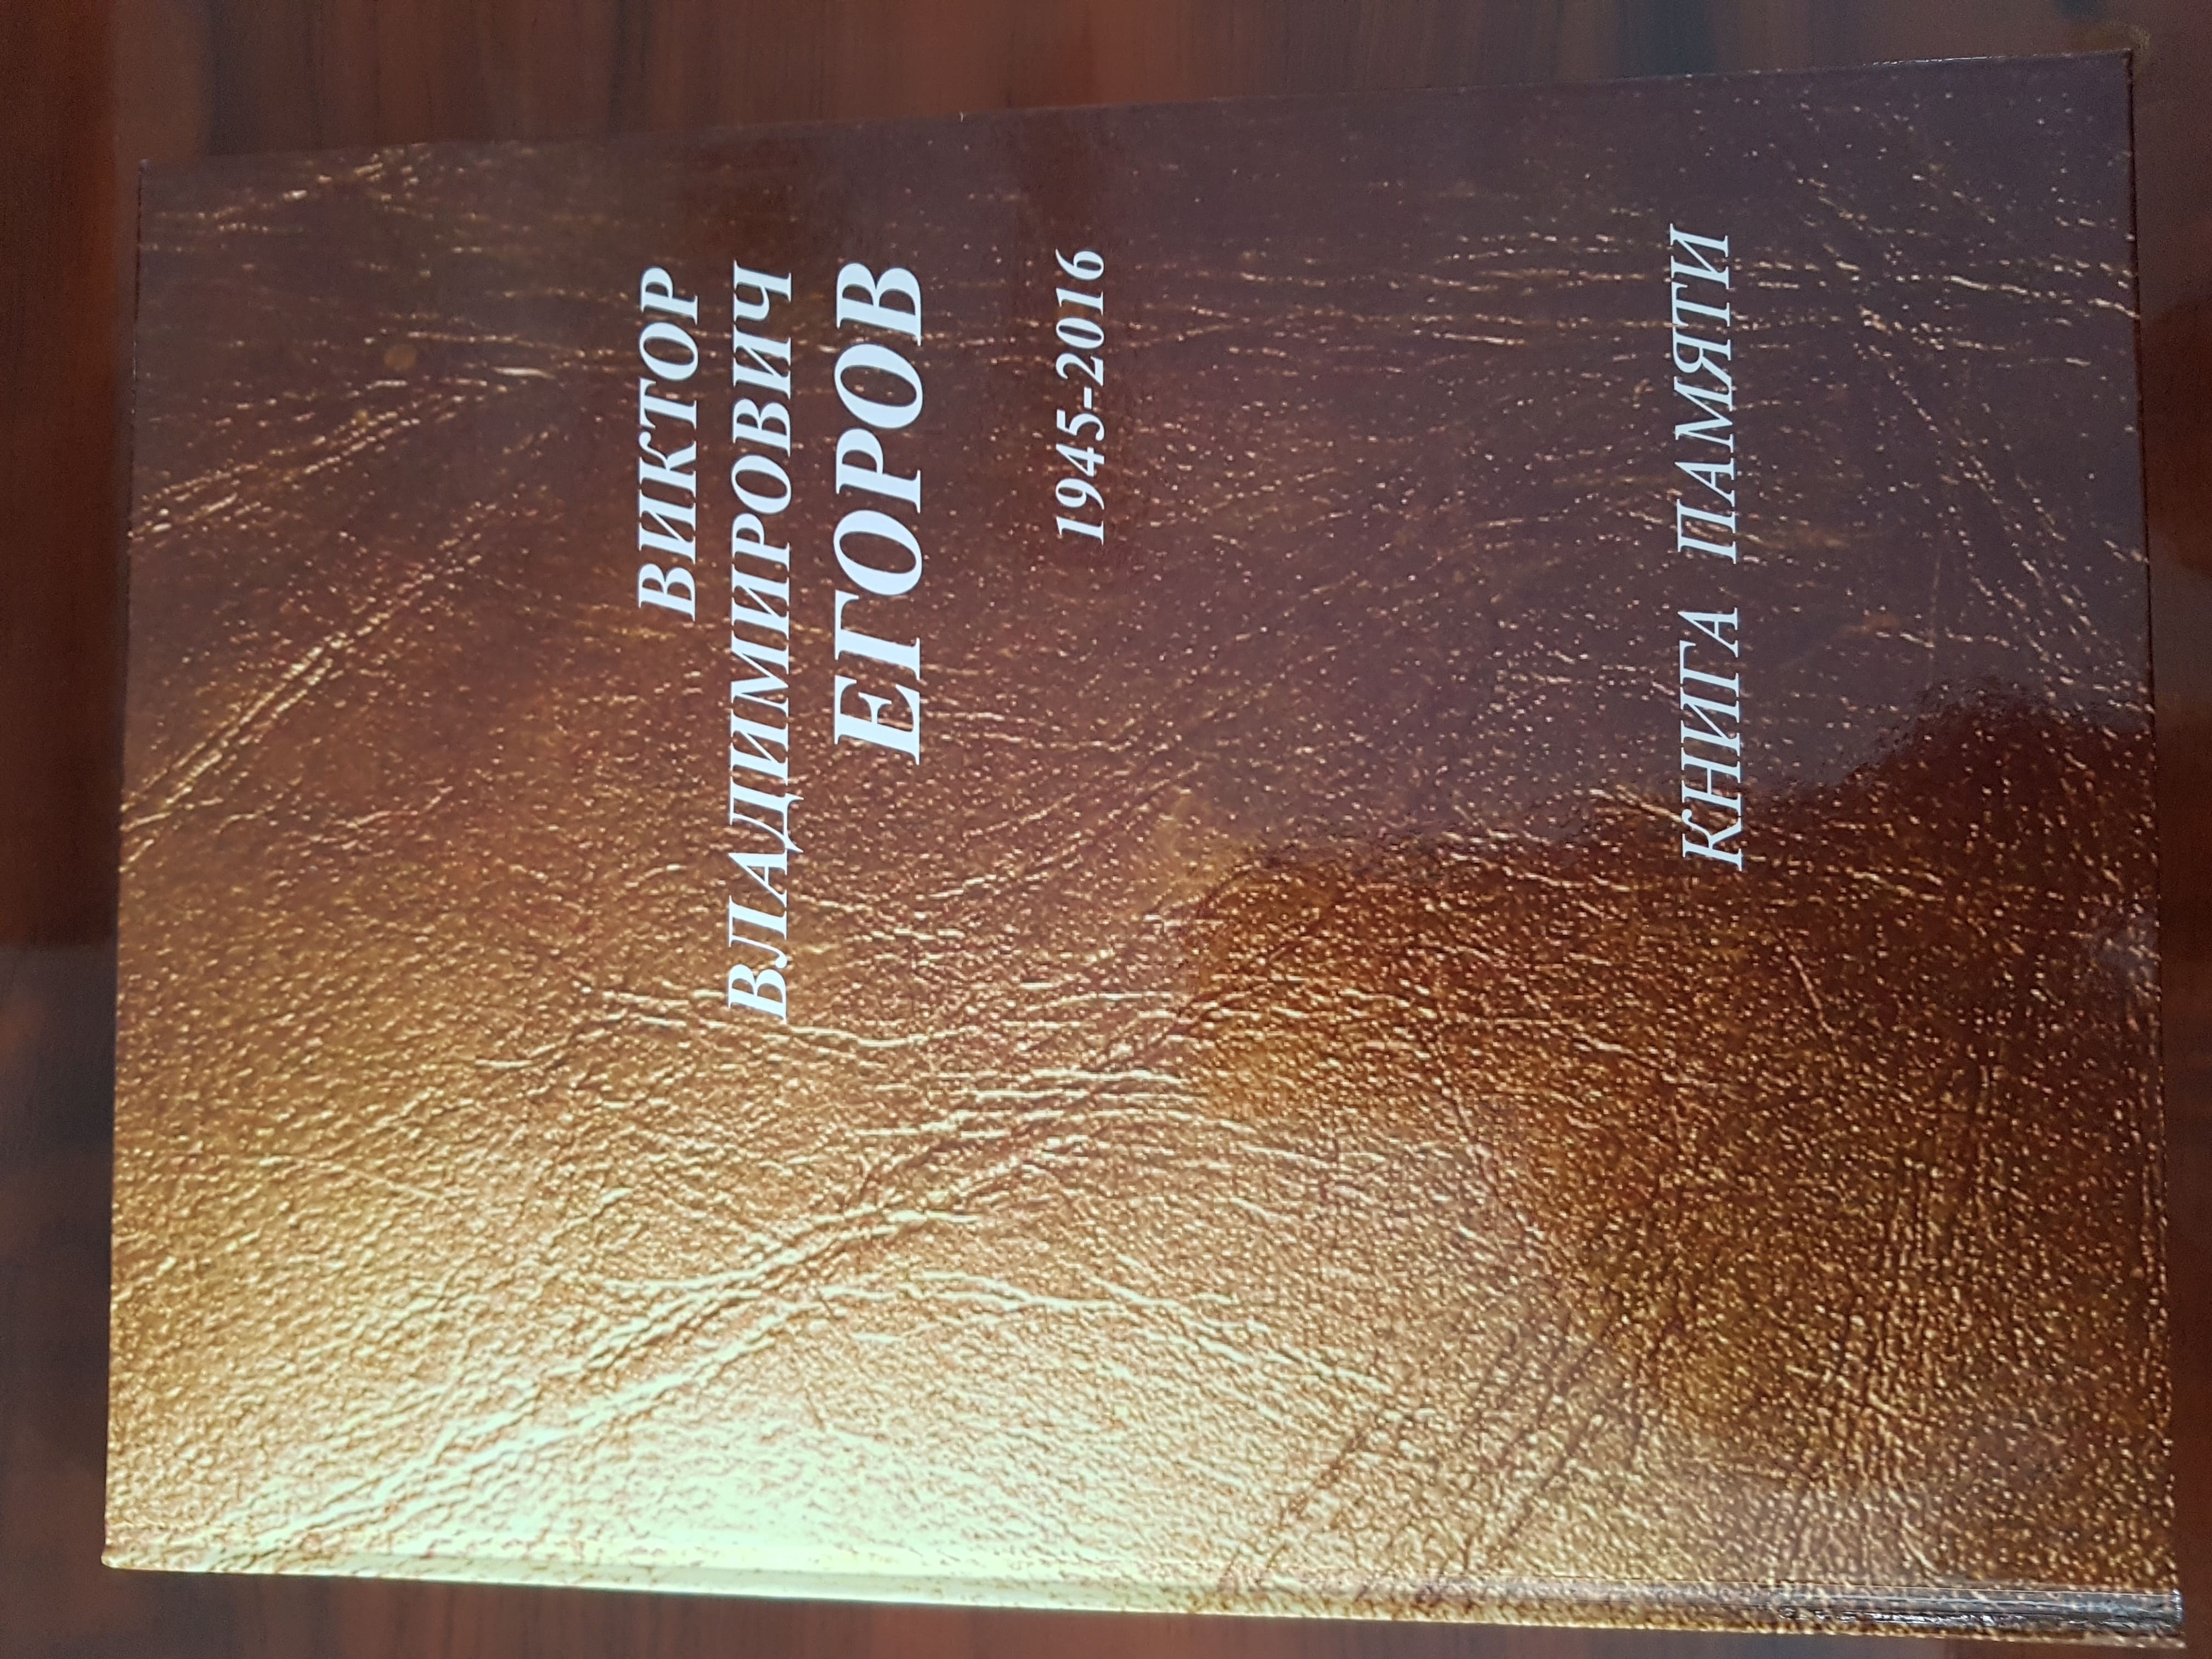 ВИКТОР
ВЛАДИМИРОВИЧ
ЕГОРОВ
1945-2016
КНИГА ПАМЯТИ